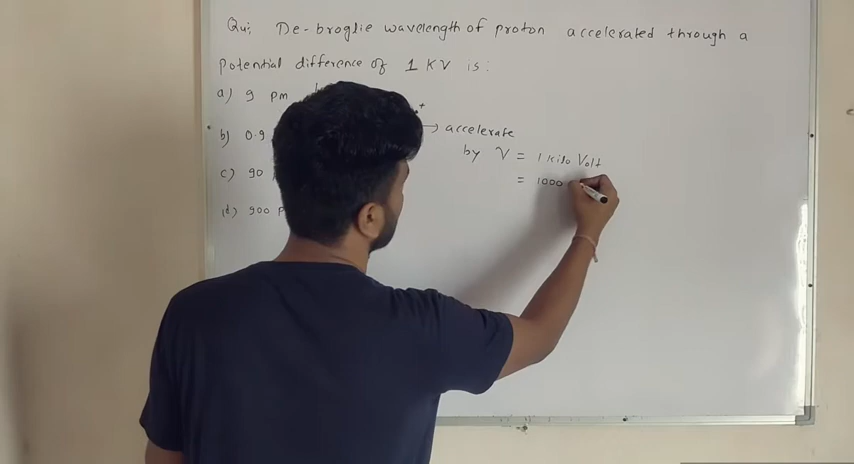 Qu: De-broglie wavelength of proton accelerated through a
potential difference of 1 KV is:
a) 9 pm
→ accelerate
b) 0.9
by V = 1 kilo Volt
c) 90
= 1000
(d) 900